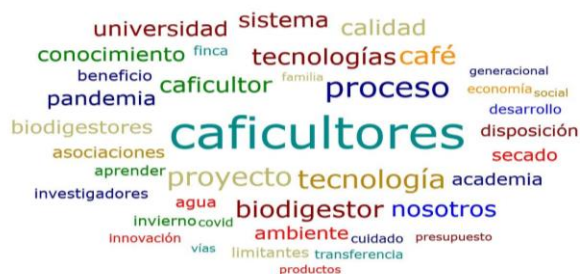 universidad sistema calidad
conocimiento finca tecnologías café
beneficio caficultor familia proceso generacional
pandemia economía social
desarrollo
biodigestores caficultores disposición
asociaciones secado
aprender proyecto tecnología academia
investigadores agua biodigestor nosotros
invierno covid ambiente cuidado presupuesto
innovación vías limitantes transferencia
productos